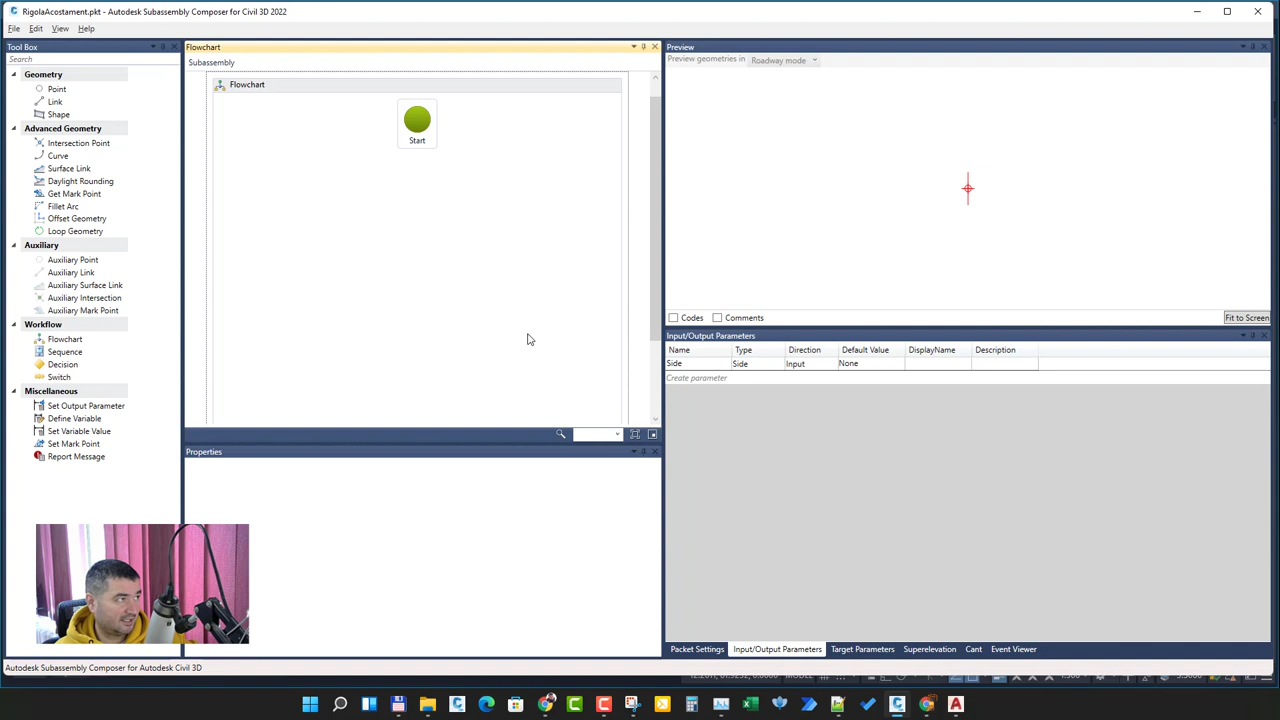 RigolaAcostament.pkt - Autodesk Subassembly Composer for Civil 3D 2022
File Edit View Help
Tool Box
Search
Geometry
Point
Link
Shape
Advanced Geometry
Intersection Point
Curve
Surface Link
Daylight Rounding
Get Mark Point
Fillet Arc
Offset Geometry
Loop Geometry
Auxiliary
Auxiliary Point
Auxiliary Link
Auxiliary Surface Link
Auxiliary Intersection
Auxiliary Mark Point
Workflow
Flowchart
Sequence
Decision
Switch
Miscellaneous
Set Output Parameter
Define Variable
Set Variable Value
Set Mark Point
Report Message
Flowchart
Subassembly
Flowchart
Start
Properties
Preview
Preview geometries in Roadway mode
Codes Comments Fit to Screen
Input/Output Parameters
Name Type Direction Default Value DisplayName Description
Side Side Input None
Create parameter
Packet Settings Input/Output Parameters Target Parameters Superelevation Cant Event Viewer
Autodesk Subassembly Composer for Autodesk Civil 3D